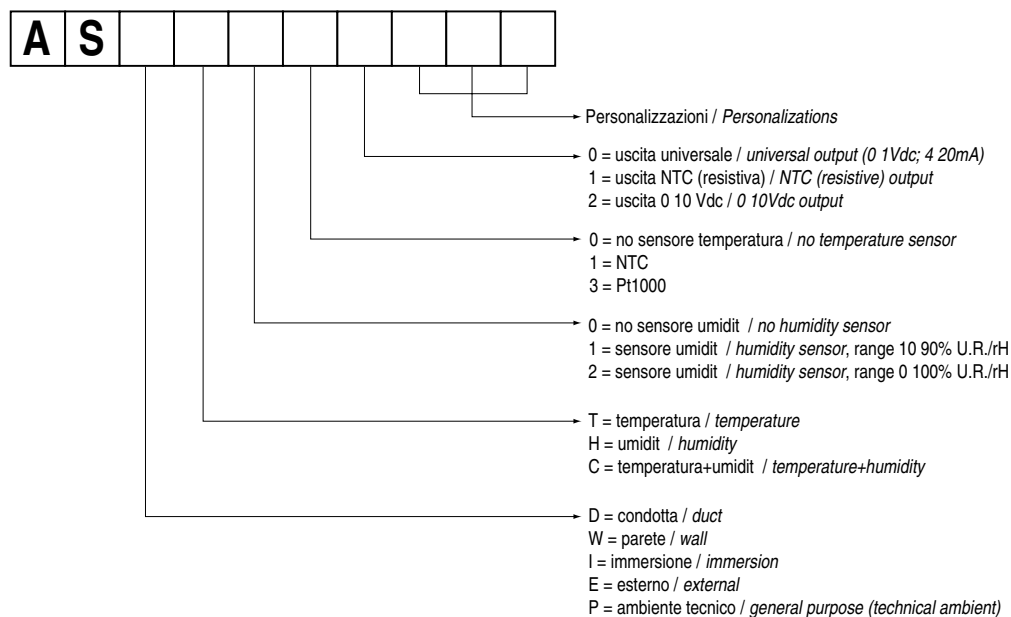 A S
Personalizzazioni / Personalizations
0 = uscita universale / universal output (0 1Vdc; 4 20mA)
1 = uscita NTC (resistiva) / NTC (resistive) output
2 = uscita 0 10 Vdc / 0 10Vdc output
0 = no sensore temperatura / no temperature sensor
1 = NTC
3 = Pt1000
0 = no sensore umidit / no humidity sensor
1 = sensore umidit / humidity sensor, range 10 90% U.R./rH
2 = sensore umidit / humidity sensor, range 0 100% U.R./rH
T = temperatura / temperature
H = umidit / humidity
C = temperatura+umidit / temperature+humidity
D = condotta / duct
W = parete / wall
I = immersione / immersion
E = esterno / external
P = ambiente tecnico / general purpose (technical ambient)